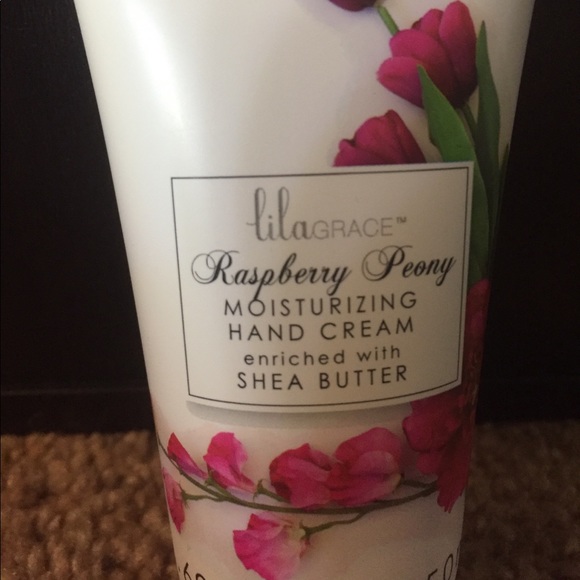 lilaGRACE™
Raspberry Peony
MOISTURIZING
HAND CREAM
enriched with
SHEA BUTTER